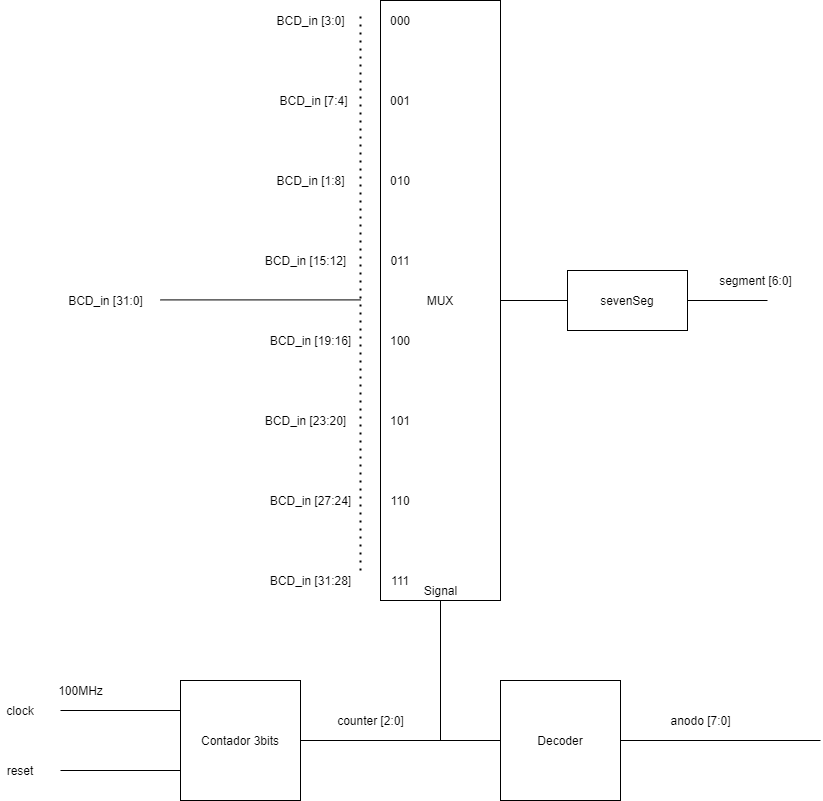 BCD_in [3:0] 000
BCD_in [7:4] 001
BCD_in [1:8] 010
BCD_in [15:12] 011
BCD_in [31:0] MUX sevenSeg segment [6:0]
BCD_in [19:16] 100
BCD_in [23:20] 101
BCD_in [27:24] 110
BCD_in [31:28] 111
Signal
100MHz
clock
reset
Contador 3bits
counter [2:0]
Decoder
anodo [7:0]